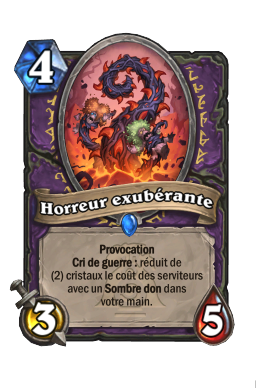 4
Horreur exubérante
Provocation
Cri de guerre : réduit de
(2) cristaux le coût des serviteurs
avec un Sombre don dans
votre main.
3
5